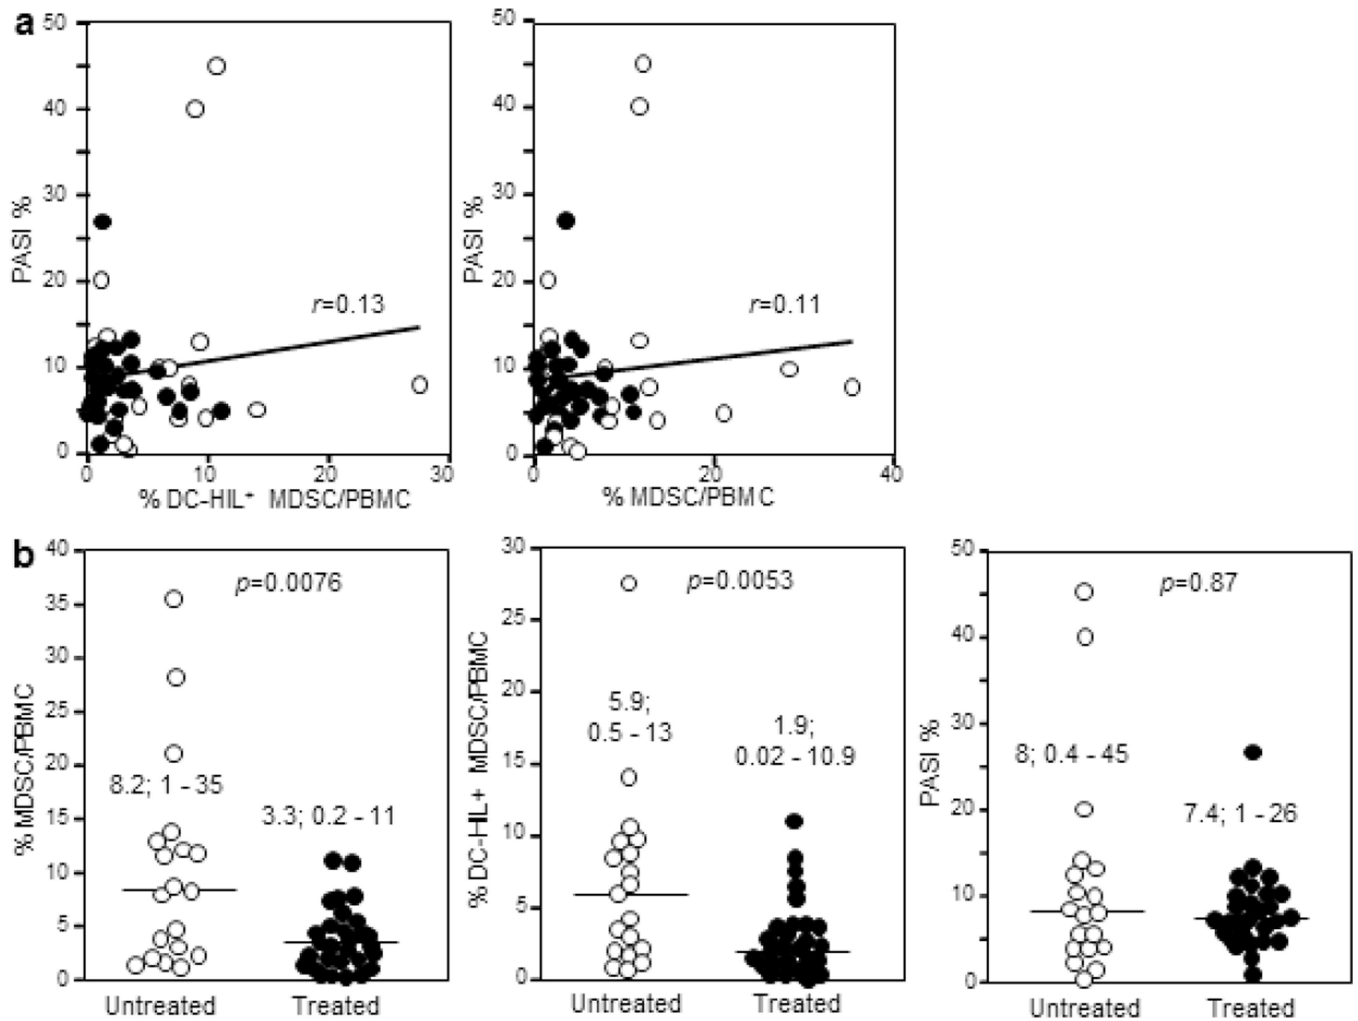 a
50
40
30
20
10
0
PASI %
r=0.13
0 10 20 30
% DC-HIL+ MDSC/PBMC
50
40
30
20
10
0
PASI %
r=0.11
0 20 40
% MDSC/PBMC
b
40
35
30
25
20
15
10
5
0
% MDSC/PBMC
p=0.0076
8.2; 1 - 35
3.3; 0.2 - 11
Untreated Treated
30
25
20
15
10
5
0
% DC-HIL+ MDSC/PBMC
p=0.0053
5.9;
0.5 - 13
1.9;
0.02 - 10.9
Untreated Treated
50
40
30
20
10
0
PASI %
p=0.87
8; 0.4 - 45
7.4; 1 - 26
Untreated Treated